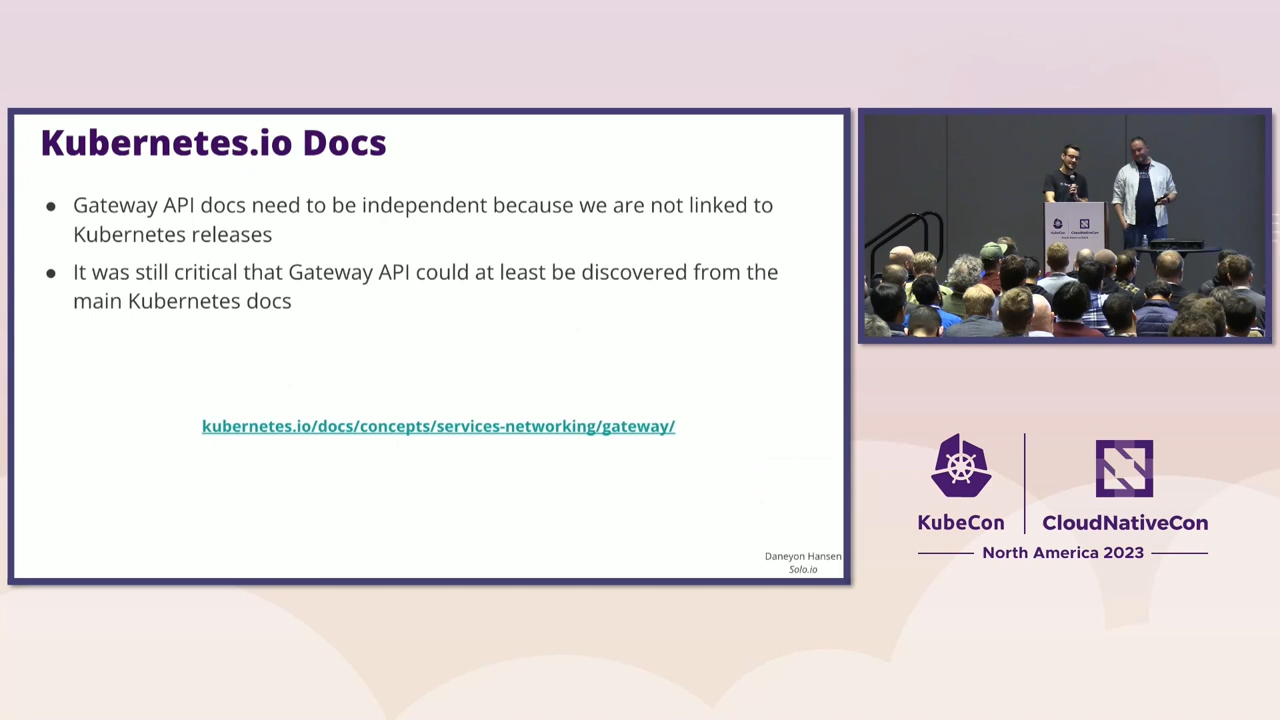 Kubernetes.io Docs
● Gateway API docs need to be independent because we are not linked to
Kubernetes releases
● It was still critical that Gateway API could at least be discovered from the
main Kubernetes docs
kubernetes.io/docs/concepts/services-networking/gateway/
Daneyon Hansen
Solo.io
KubeCon
CloudNativeCon
KubeCon
CloudNativeCon
North America 2023